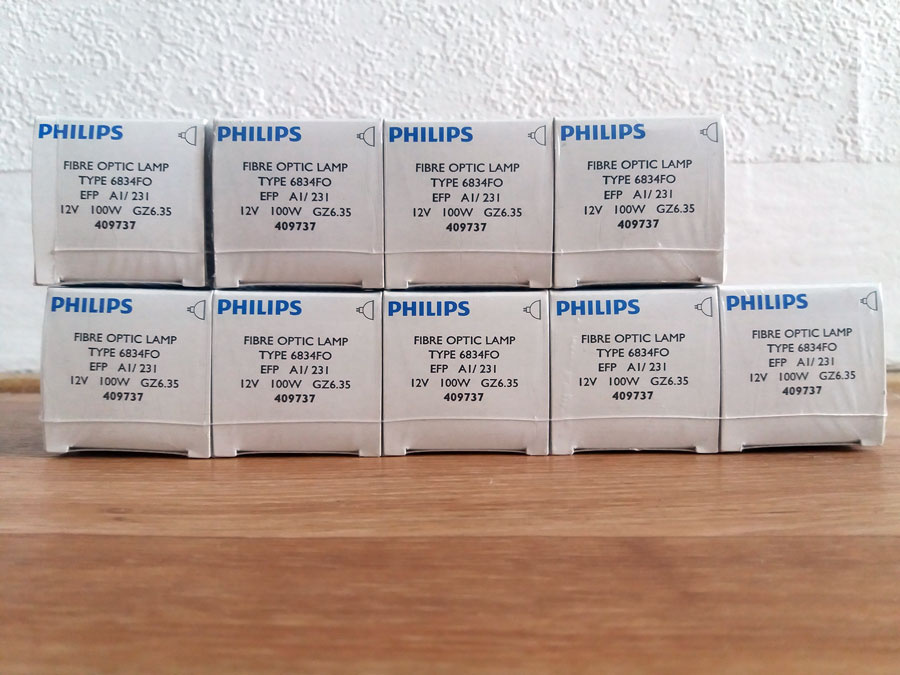 PHILIPS
FIBRE OPTIC LAMP
TYPE 6834FO
EFP A1/ 231
12V 100W GZ6.35
409737
PHILIPS
FIBRE OPTIC LAMP
TYPE 6834FO
EFP A1/ 231
12V 100W GZ6.35
409737
PHILIPS
FIBRE OPTIC LAMP
TYPE 6834FO
EFP A1/ 231
12V 100W GZ6.35
409737
PHILIPS
FIBRE OPTIC LAMP
TYPE 6834FO
EFP A1/ 231
12V 100W GZ6.35
409737
PHILIPS
FIBRE OPTIC LAMP
TYPE 6834FO
EFP A1/ 231
12V 100W GZ6.35
409737
PHILIPS
FIBRE OPTIC LAMP
TYPE 6834FO
EFP A1/ 231
12V 100W GZ6.35
409737
PHILIPS
FIBRE OPTIC LAMP
TYPE 6834FO
EFP A1/ 231
12V 100W GZ6.35
409737
PHILIPS
FIBRE OPTIC LAMP
TYPE 6834FO
EFP A1/ 231
12V 100W GZ6.35
409737
PHILIPS
FIBRE OPTIC LAMP
TYPE 6834FO
EFP A1/ 231
12V 100W GZ6.35
409737